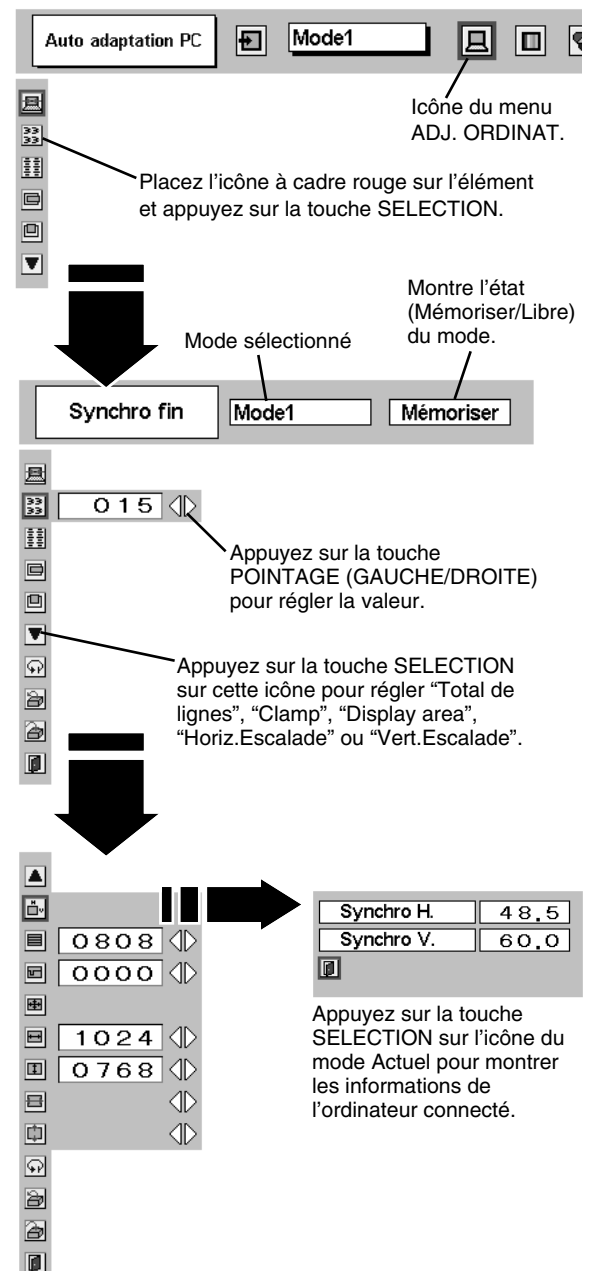 Auto adaptation PC
Mode1
Icône du menu
ADJ. ORDINAT.
Placez l’icône à cadre rouge sur l’élément
et appuyez sur la touche SELECTION.
Montre l’état
(Mémoriser/Libre)
du mode.
Mode sélectionné
Synchro fin
Mode1
Mémoriser
015
Appuyez sur la touche
POINTAGE (GAUCHE/DROITE)
pour régler la valeur.
Appuyez sur la touche SELECTION
sur cette icône pour régler “Total de
lignes”, “Clamp”, “Display area”,
“Horiz.Escalade” ou “Vert.Escalade”.
0808
0000
1024
0768
Synchro H. 48.5
Synchro V. 60.0
Appuyez sur la touche
SELECTION sur l’icône du
mode Actuel pour montrer
les informations de
l’ordinateur connecté.